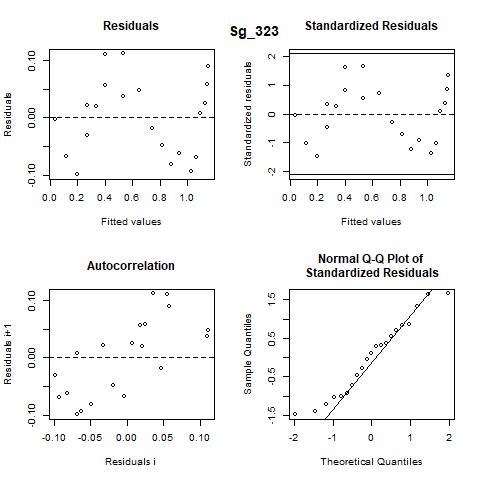 Sg_323
Residuals
Residuals
0.10
0.00
-0.10
0.0 0.2 0.4 0.6 0.8 1.0
Fitted values
Standardized Residuals
Standardized residuals
2
1
0
-1
-2
0.0 0.2 0.4 0.6 0.8 1.0
Fitted values
Autocorrelation
Residuals i+1
0.10
0.00
-0.10
-0.10 -0.05 0.00 0.05 0.10
Residuals i
Normal Q-Q Plot of
Standardized Residuals
Sample Quantiles
1.5
0.5
-0.5
-1.5
-2 -1 0 1 2
Theoretical Quantiles